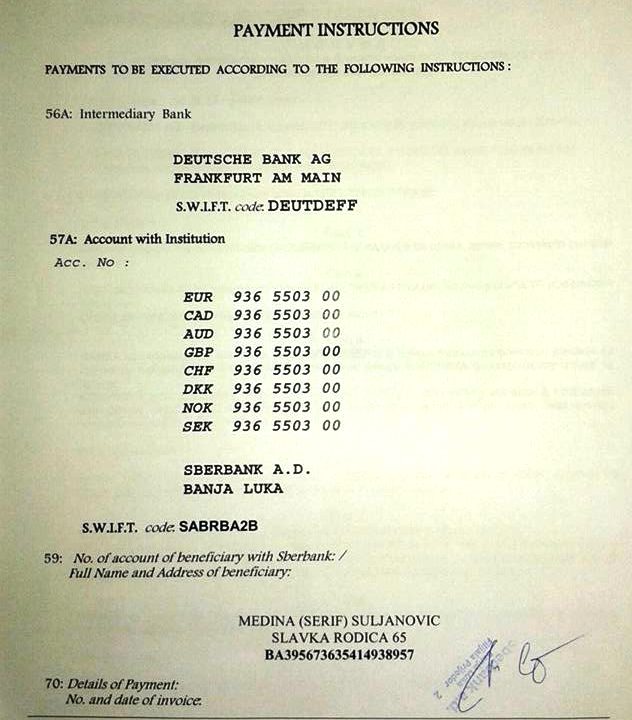 PAYMENT INSTRUCTIONS
PAYMENTS TO BE EXECUTED ACCORDING TO THE FOLLOWING INSTRUCTIONS:
56A: Intermediary Bank
DEUTSCHE BANK AG
FRANKFURT AM MAIN
S.W.I.F.T. code: DEUTDEFF
57A: Account with Institution
Acc. No :
EUR 936 5503 00
CAD 936 5503 00
AUD 936 5503 00
GBP 936 5503 00
CHF 936 5503 00
DKK 936 5503 00
NOK 936 5503 00
SEK 936 5503 00
SBERBANK A.D.
BANJA LUKA
S.W.I.F.T. code: SABRBA2B
59: No. of account of beneficiary with Sberbank: /
Full Name and Address of beneficiary:
MEDINA (SERIF) SULJANOVIC
SLAVKA RODICA 65
BA395673635414938957
70: Details of Payment:
No. and date of invoice: